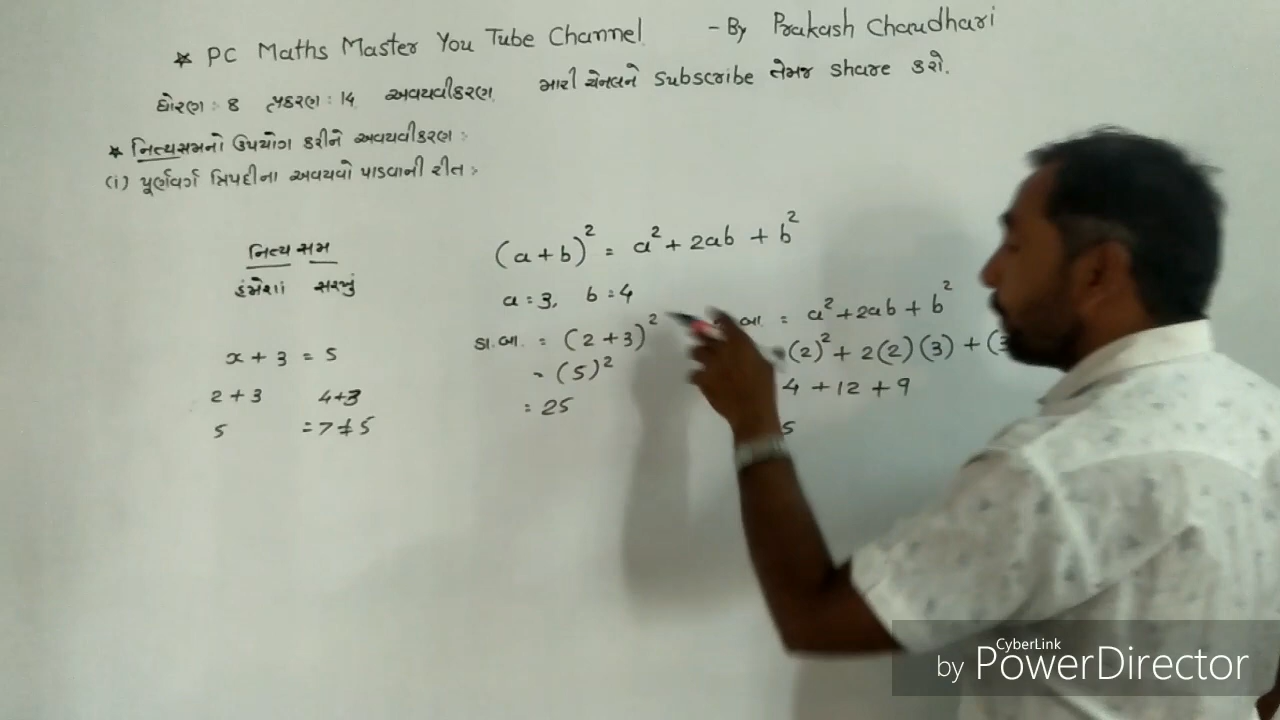 * PC Maths Master You Tube Channel - By Prakash Chaudhari
ધોરણ : 8 પ્રકરણ : 14 અવયવીકરણ મારી ચેનલને Subscribe તેમજ share કરો.
* નિત્યસમનો ઉપયોગ કરીને અવયવીકરણ :
(i) પૂર્ણવર્ગ ત્રિપદીના અવયવો પાડવાની રીત :
નિત્ય સમ
હંમેશાં સરખું
x + 3 = 5
2 + 3 4+3
5 = 7 ≠ 5
(a + b)² = a² + 2ab + b²
a = 3, b = 4
ડા.બા. = (2 + 3)²
= (5)²
= 25
બા. = a² + 2ab + b²
(2)² + 2(2)(3) + (3
4 + 12 + 9
5
CyberLink
by PowerDirector